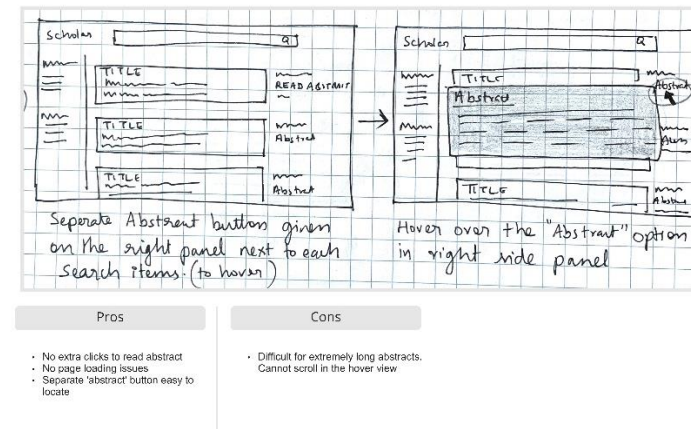 Scholar
Q
TITLE
READ ABSTRACT
TITLE
Abstract
TITLE
Abstract
Seperate Abstract button given
on the right panel next to each
Search items. (to hover)
Scholar
Q
TITLE
Abstract
Abstract
TITLE
Hover over the "Abstract" option
in right side panel
Pros
• No extra clicks to read abstract
• No page loading issues
• Separate 'abstract' button easy to
locate
Cons
• Difficult for extremely long abstracts.
Cannot scroll in the hover view